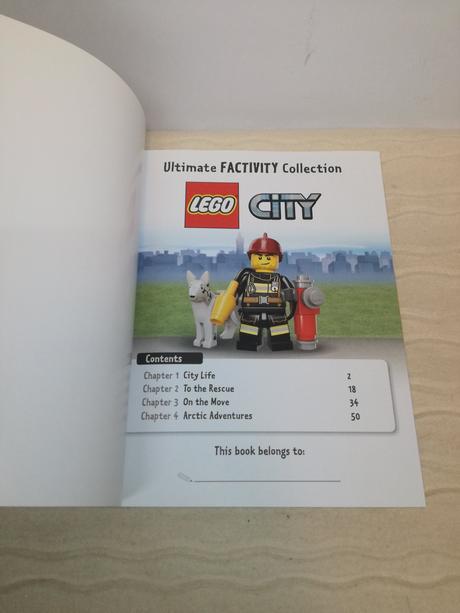 Ultimate FACTIVITY Collection
LEGO CITY
Contents
Chapter 1 City Life 2
Chapter 2 To the Rescue 18
Chapter 3 On the Move 34
Chapter 4 Arctic Adventures 50
This book belongs to: